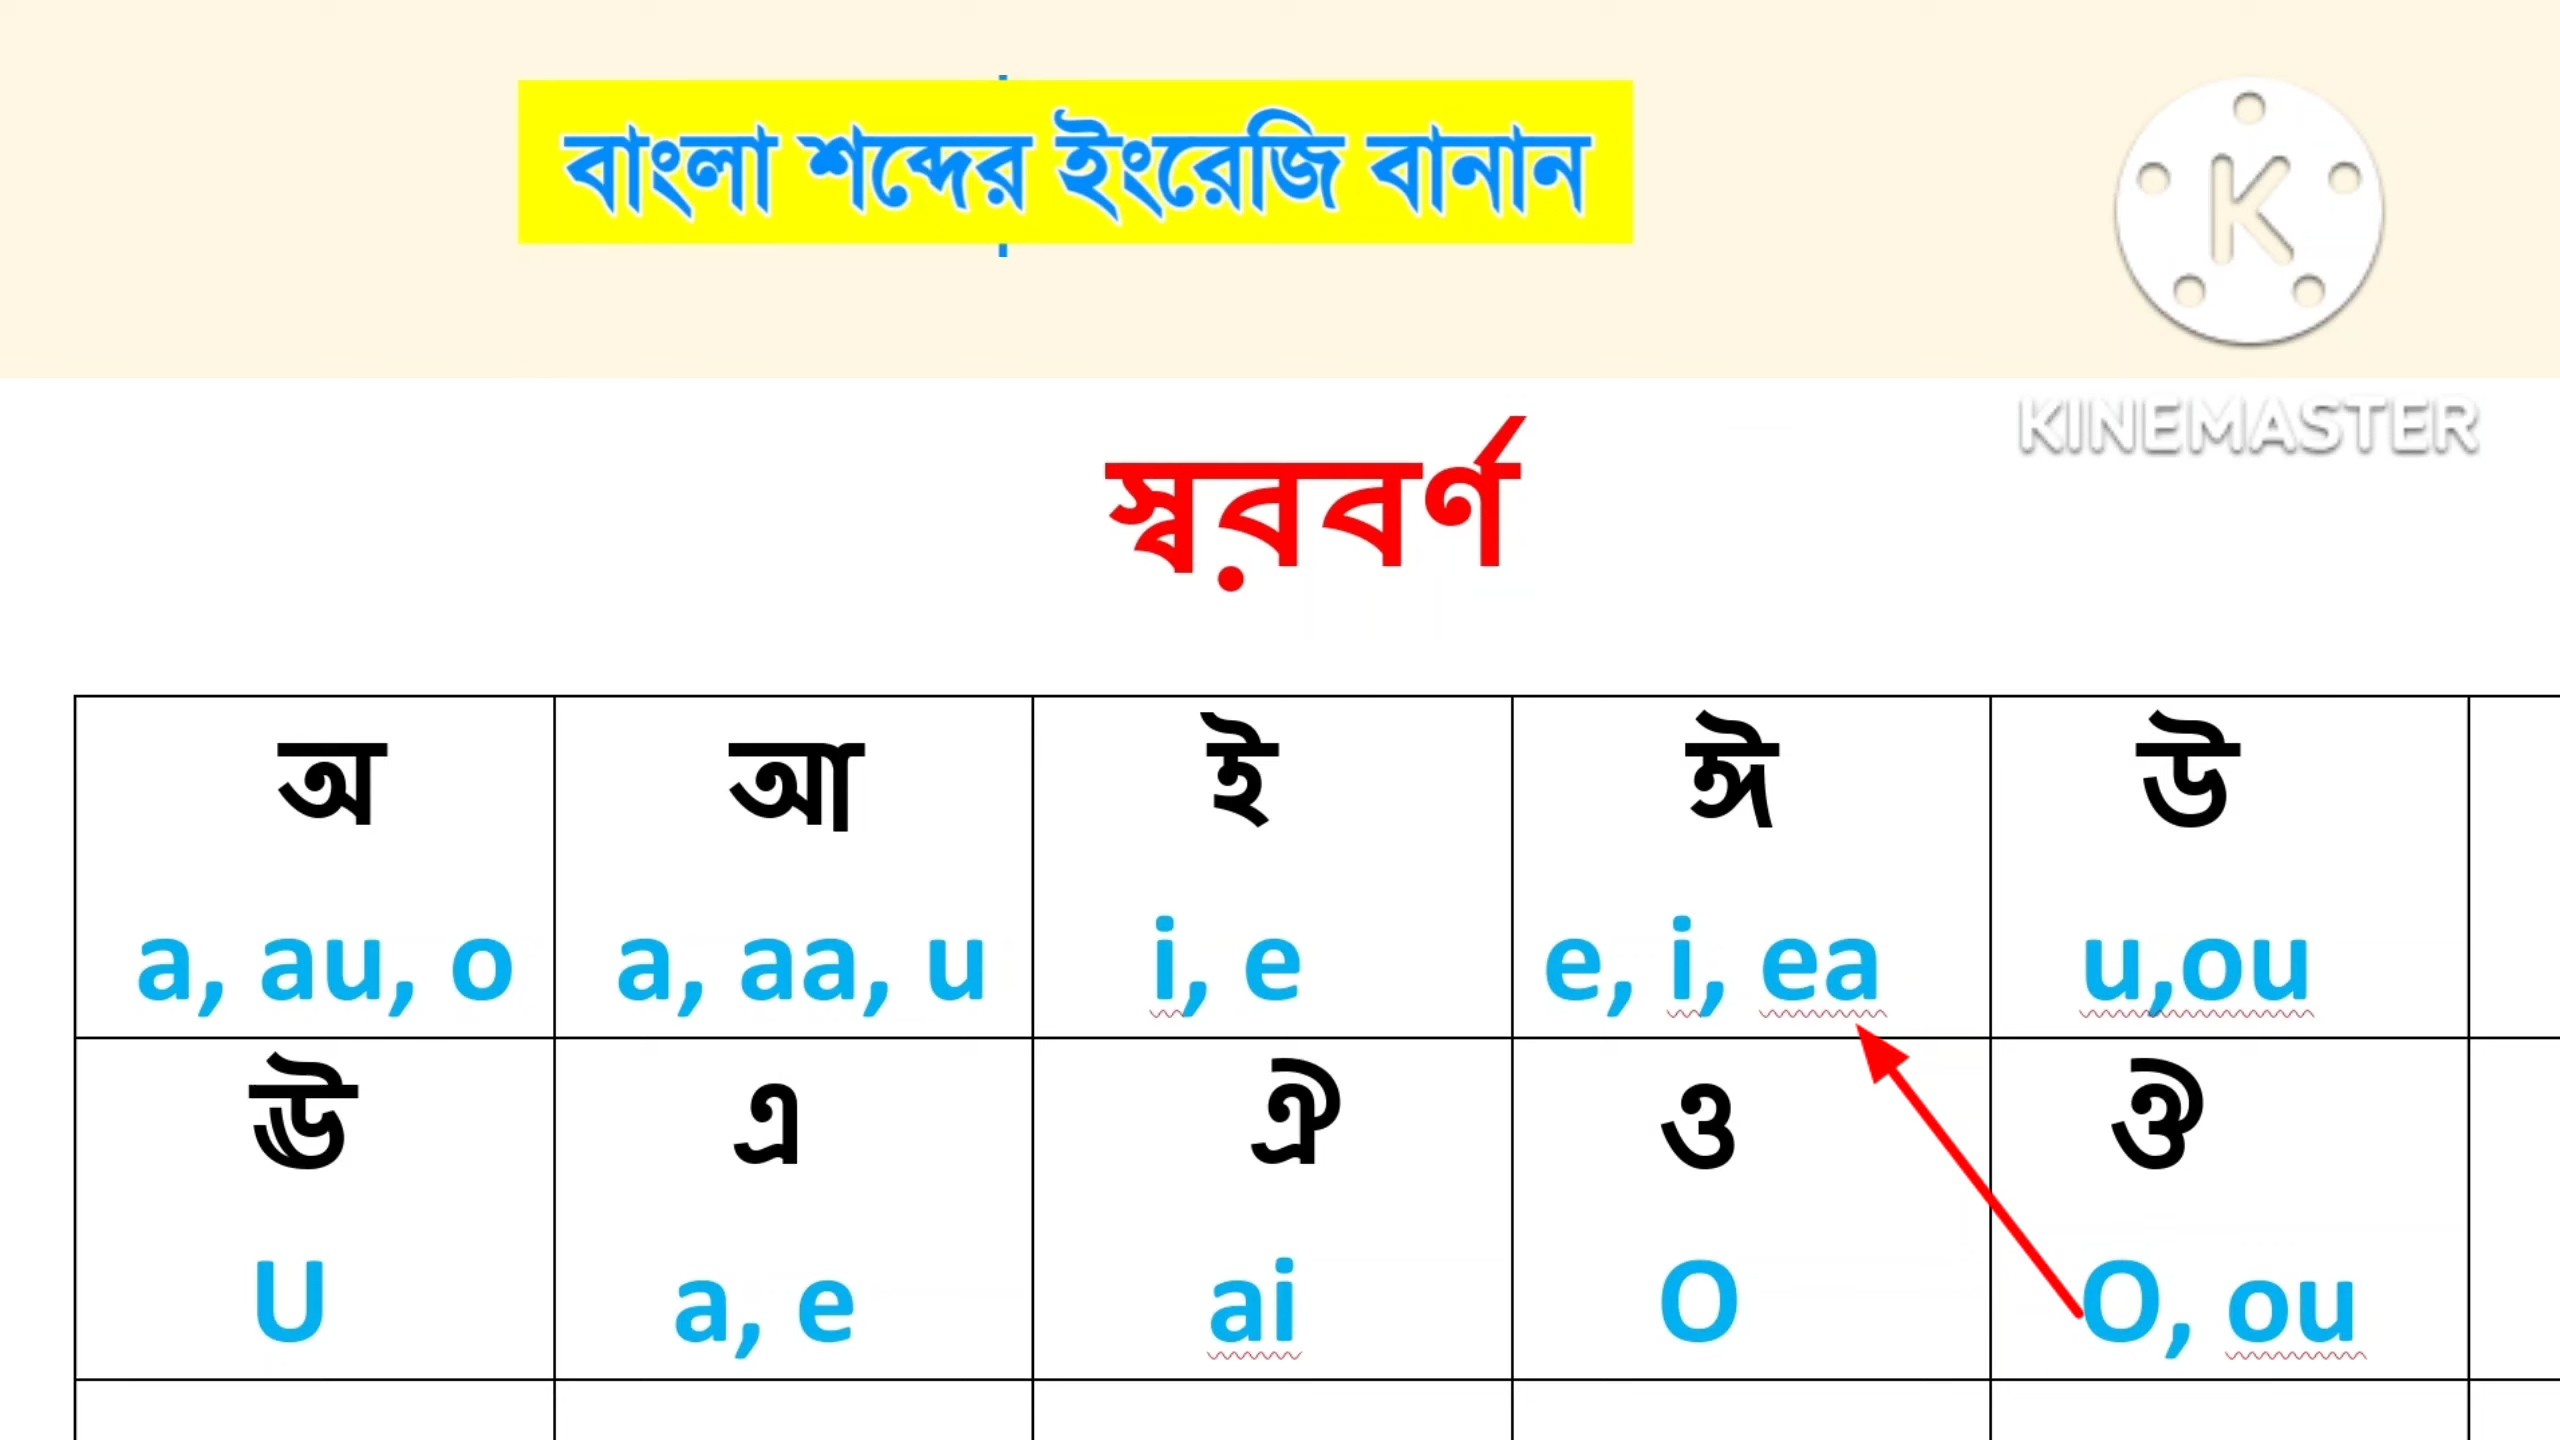 বাংলা শব্দের ইংরেজি বানান
K
KINEMASTER
স্বরবর্ণ
অ আ ই ঈ উ
a, au, o a, aa, u i, e e, i, ea u,ou
ঊ এ ঐ ও ঔ
U a, e ai O O, ou